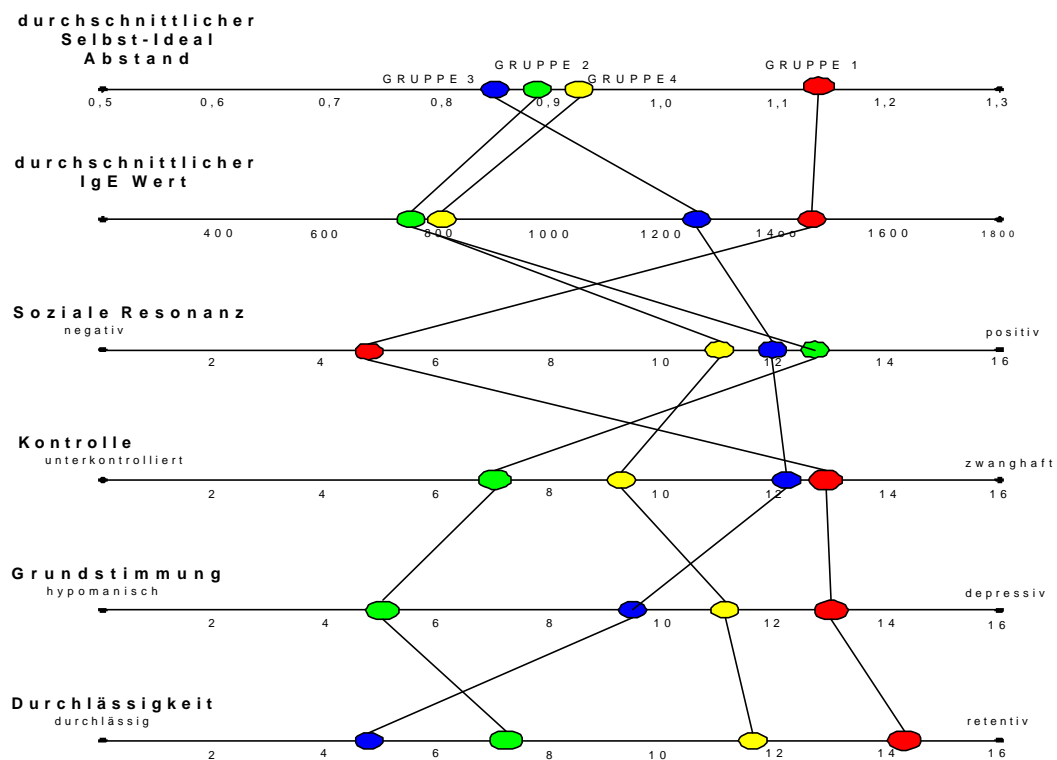 durchschnittlicher
Selbst-Ideal
Abstand
GRUPPE 3
GRUPPE 2
GRUPPE4
GRUPPE 1
0,5 0,6 0,7 0,8 0,9 1,0 1,1 1,2 1,3
durchschnittlicher
IgE Wert
400 600 800 1000 1200 1400 1600 1800
Soziale Resonanz
negativ positiv
2 4 6 8 10 12 14 16
Kontrolle
unterkontrolliert zwanghaft
2 4 6 8 10 12 14 16
Grundstimmung
hypomanisch depressiv
2 4 6 8 10 12 14 16
Durchlässigkeit
durchlässig retentiv
2 4 6 8 10 12 14 16